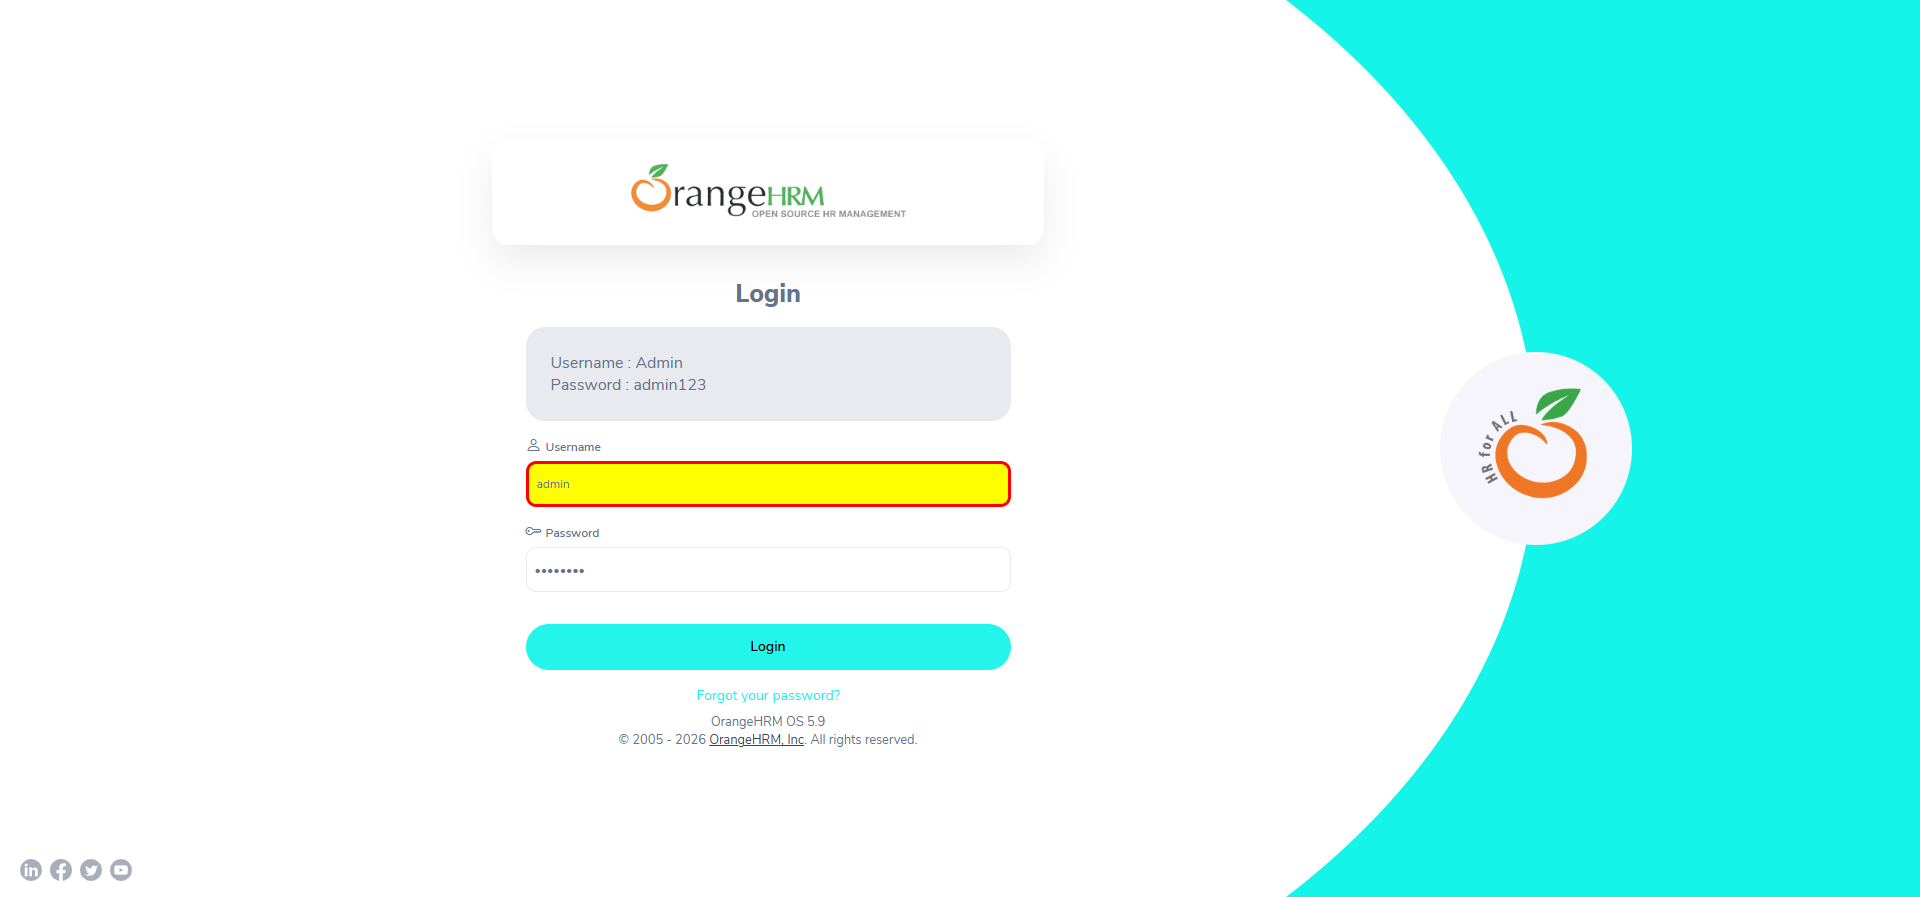 OrangeHRM
OPEN SOURCE HR MANAGEMENT
Login
Username : Admin
Password : admin123
Username
admin
Password
••••••••
Login
Forgot your password?
OrangeHRM OS 5.9
© 2005 - 2026 OrangeHRM, Inc. All rights reserved.
HR for ALL
in